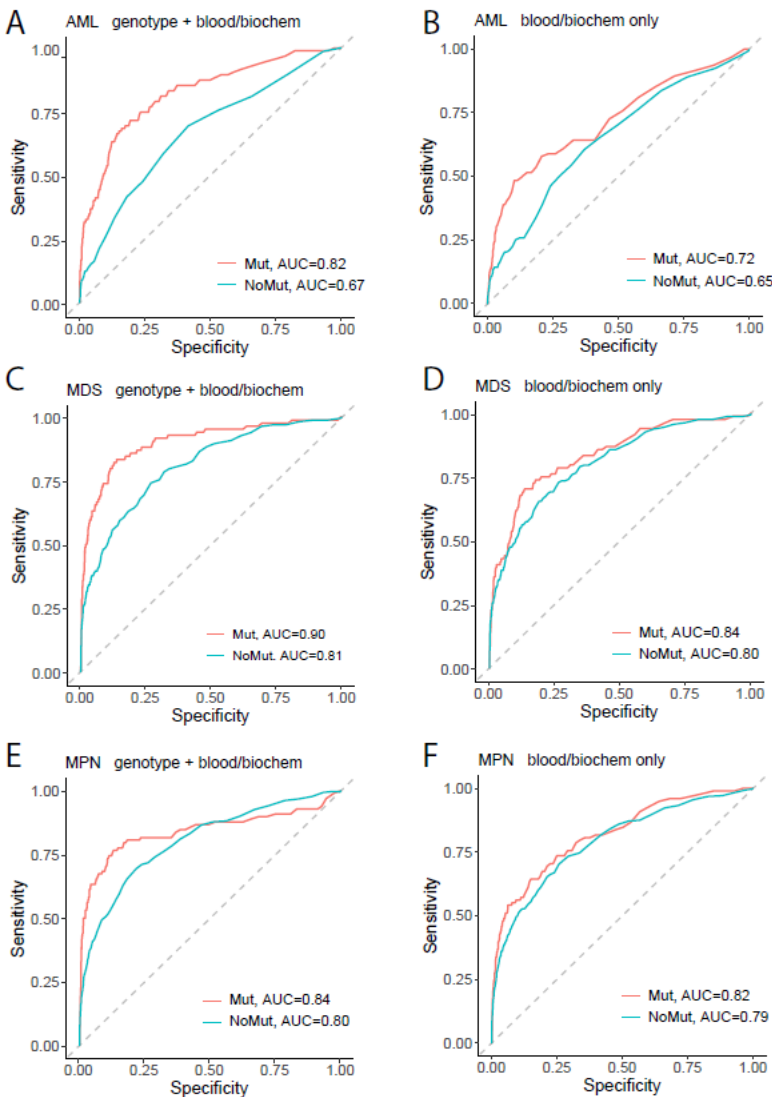 A
AML genotype + blood/biochem
1.00
0.75
0.50
0.25
0.00
Sensitivity
Mut, AUC=0.82
NoMut, AUC=0.67
0.00 0.25 0.50 0.75 1.00
Specificity
B
AML blood/biochem only
1.00
0.75
0.50
0.25
0.00
Sensitivity
Mut, AUC=0.72
NoMut, AUC=0.65
0.00 0.25 0.50 0.75 1.00
Specificity
C
MDS genotype + blood/biochem
1.00
0.75
0.50
0.25
0.00
Sensitivity
Mut, AUC=0.90
NoMut. AUC=0.81
0.00 0.25 0.50 0.75 1.00
Specificity
D
MDS blood/biochem only
1.00
0.75
0.50
0.25
0.00
Sensitivity
Mut, AUC=0.84
NoMut, AUC=0.80
0.00 0.25 0.50 0.75 1.00
Specificity
E
MPN genotype + blood/biochem
1.00
0.75
0.50
0.25
0.00
Sensitivity
Mut, AUC=0.84
NoMut, AUC=0.80
0.00 0.25 0.50 0.75 1.00
Specificity
F
MPN blood/biochem only
1.00
0.75
0.50
0.25
0.00
Sensitivity
Mut, AUC=0.82
NoMut, AUC=0.79
0.00 0.25 0.50 0.75 1.00
Specificity